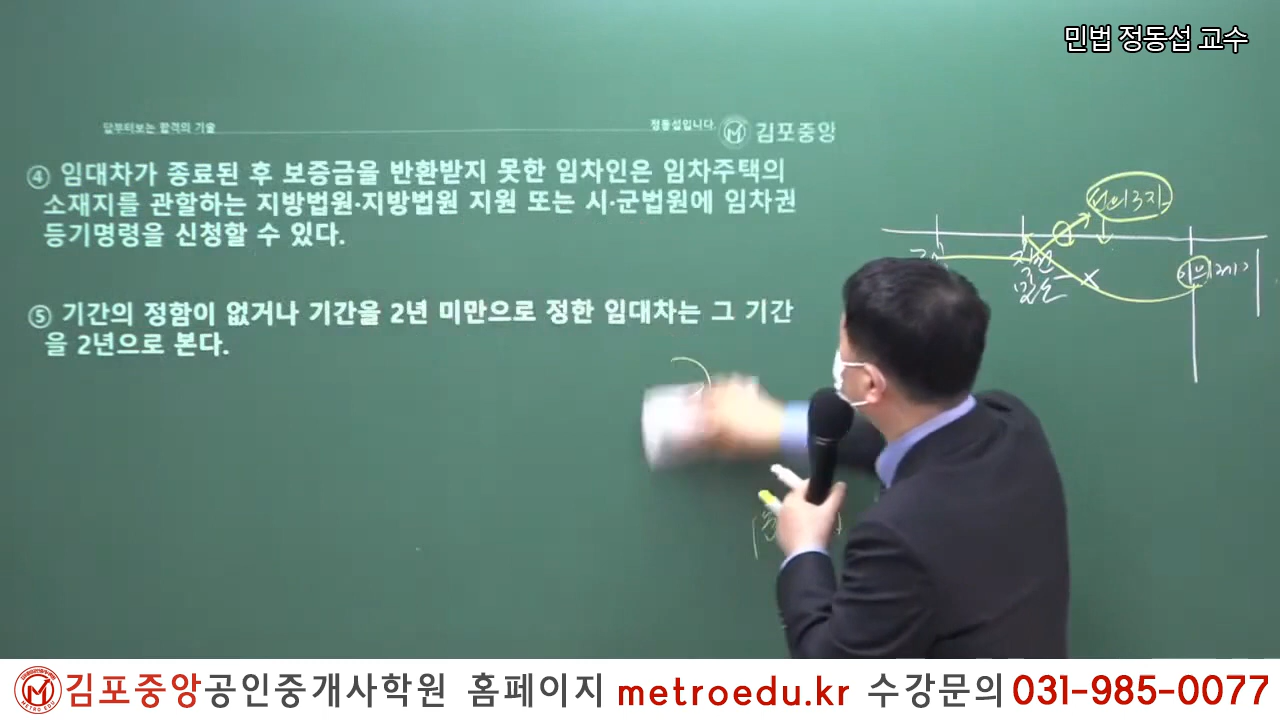 민법 정동섭 교수
답부터보는 합격의 기술
정동섭입니다.
김포중앙
④ 임대차가 종료된 후 보증금을 반환받지 못한 임차인은 임차주택의
소재지를 관할하는 지방법원·지방법원 지원 또는 시·군법원에 임차권
등기명령을 신청할 수 있다.
⑤ 기간의 정함이 없거나 기간을 2년 미만으로 정한 임대차는 그 기간
을 2년으로 본다.
김포중앙공인중개사학원 홈페이지 metroedu.kr 수강문의 031-985-0077